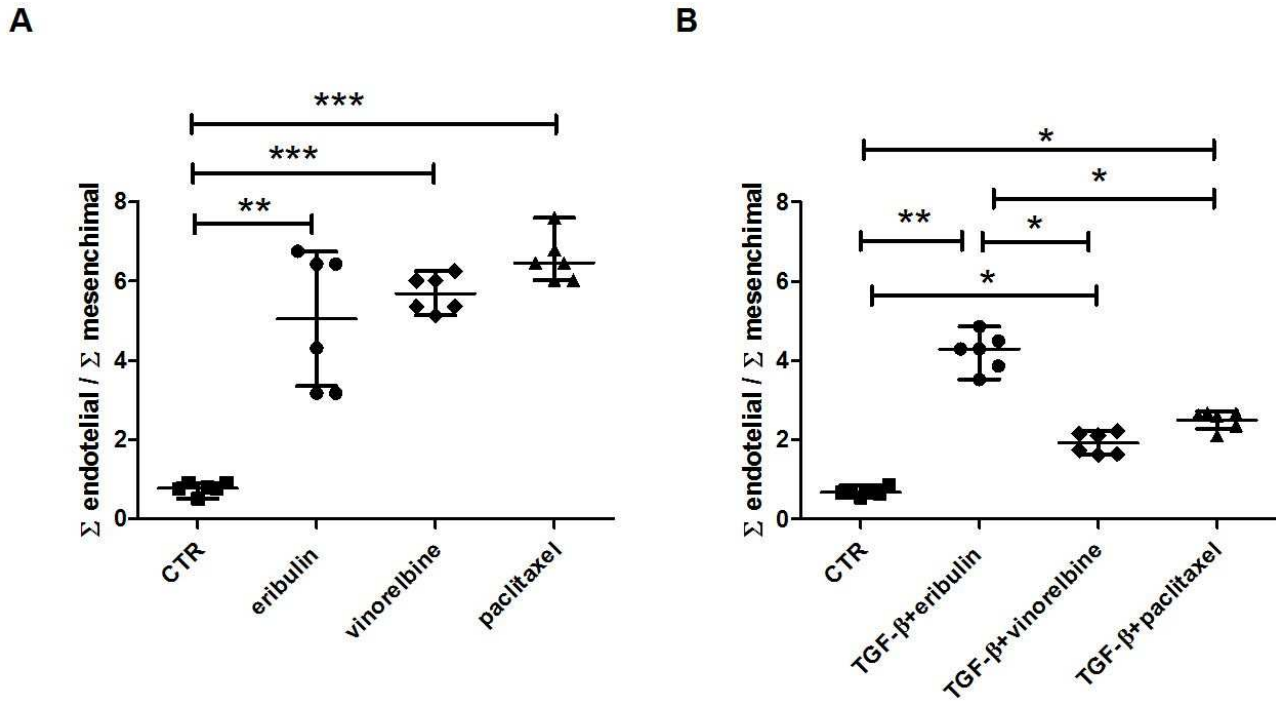 A
B
***
***
**
Σ endotelial / Σ mesenchimal
8
6
4
2
0
CTR
eribulin
vinorelbine
paclitaxel
*
*
**
*
*
Σ endotelial / Σ mesenchimal
8
6
4
2
0
CTR
TGF-β+eribulin
TGF-β+vinorelbine
TGF-β+paclitaxel